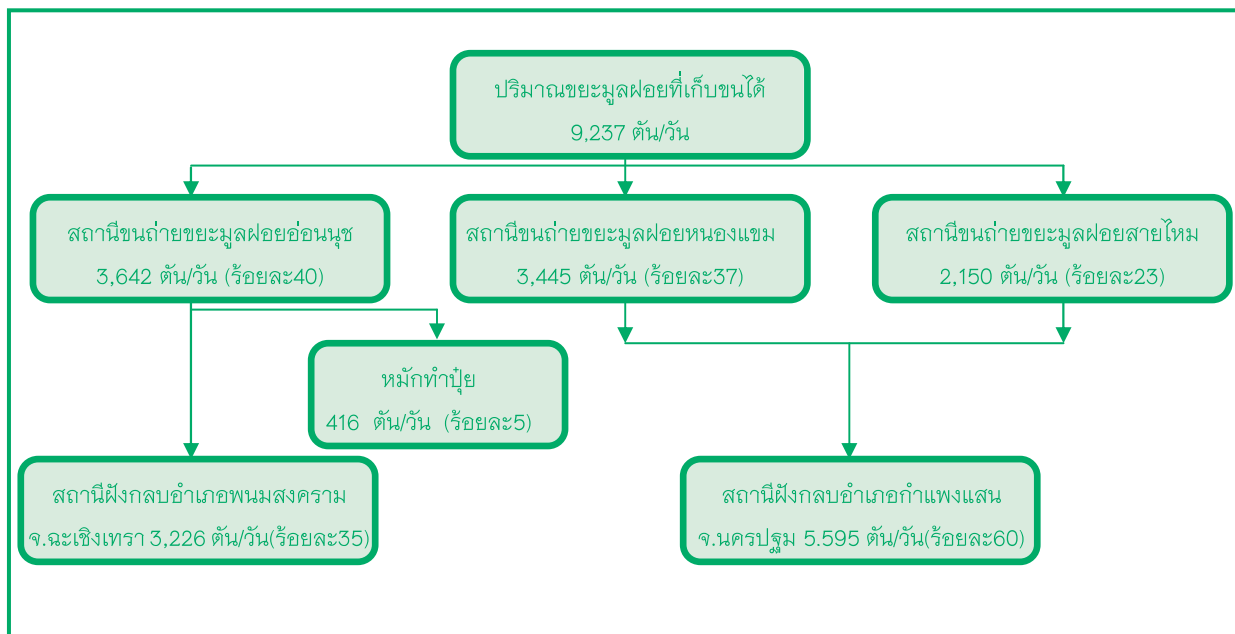 ปริมาณขยะมูลฝอยที่เก็บขนได้
9,237 ตัน/วัน
สถานีขนถ่ายขยะมูลฝอยอ่อนนุช
3,642 ตัน/วัน (ร้อยละ40)
สถานีขนถ่ายขยะมูลฝอยหนองแขม
3,445 ตัน/วัน (ร้อยละ37)
สถานีขนถ่ายขยะมูลฝอยสายไหม
2,150 ตัน/วัน (ร้อยละ23)
หมักทำปุ๋ย
416 ตัน/วัน (ร้อยละ5)
สถานีฝังกลบอำเภอพนมสงคราม
จ.ฉะเชิงเทรา 3,226 ตัน/วัน(ร้อยละ35)
สถานีฝังกลบอำเภอกำแพงแสน
จ.นครปฐม 5.595 ตัน/วัน(ร้อยละ60)